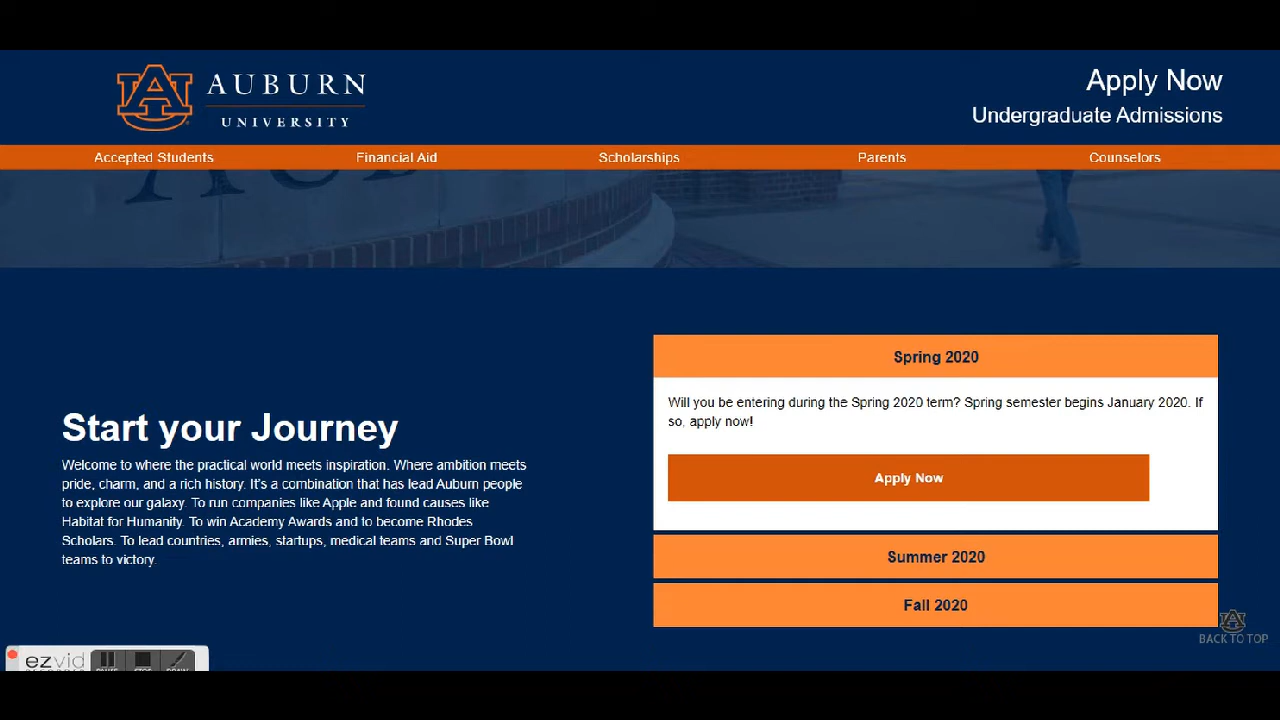 AUBURN
UNIVERSITY
Apply Now
Undergraduate Admissions
Accepted Students
Financial Aid
Scholarships
Parents
Counselors
Start your Journey
Welcome to where the practical world meets inspiration. Where ambition meets
pride, charm, and a rich history. It's a combination that has lead Auburn people
to explore our galaxy. To run companies like Apple and found causes like
Habitat for Humanity. To win Academy Awards and to become Rhodes
Scholars. To lead countries, armies, startups, medical teams and Super Bowl
teams to victory.
Spring 2020
Will you be entering during the Spring 2020 term? Spring semester begins January 2020. If
so, apply now!
Apply Now
Summer 2020
Fall 2020
BACK TO TOP
ezvid